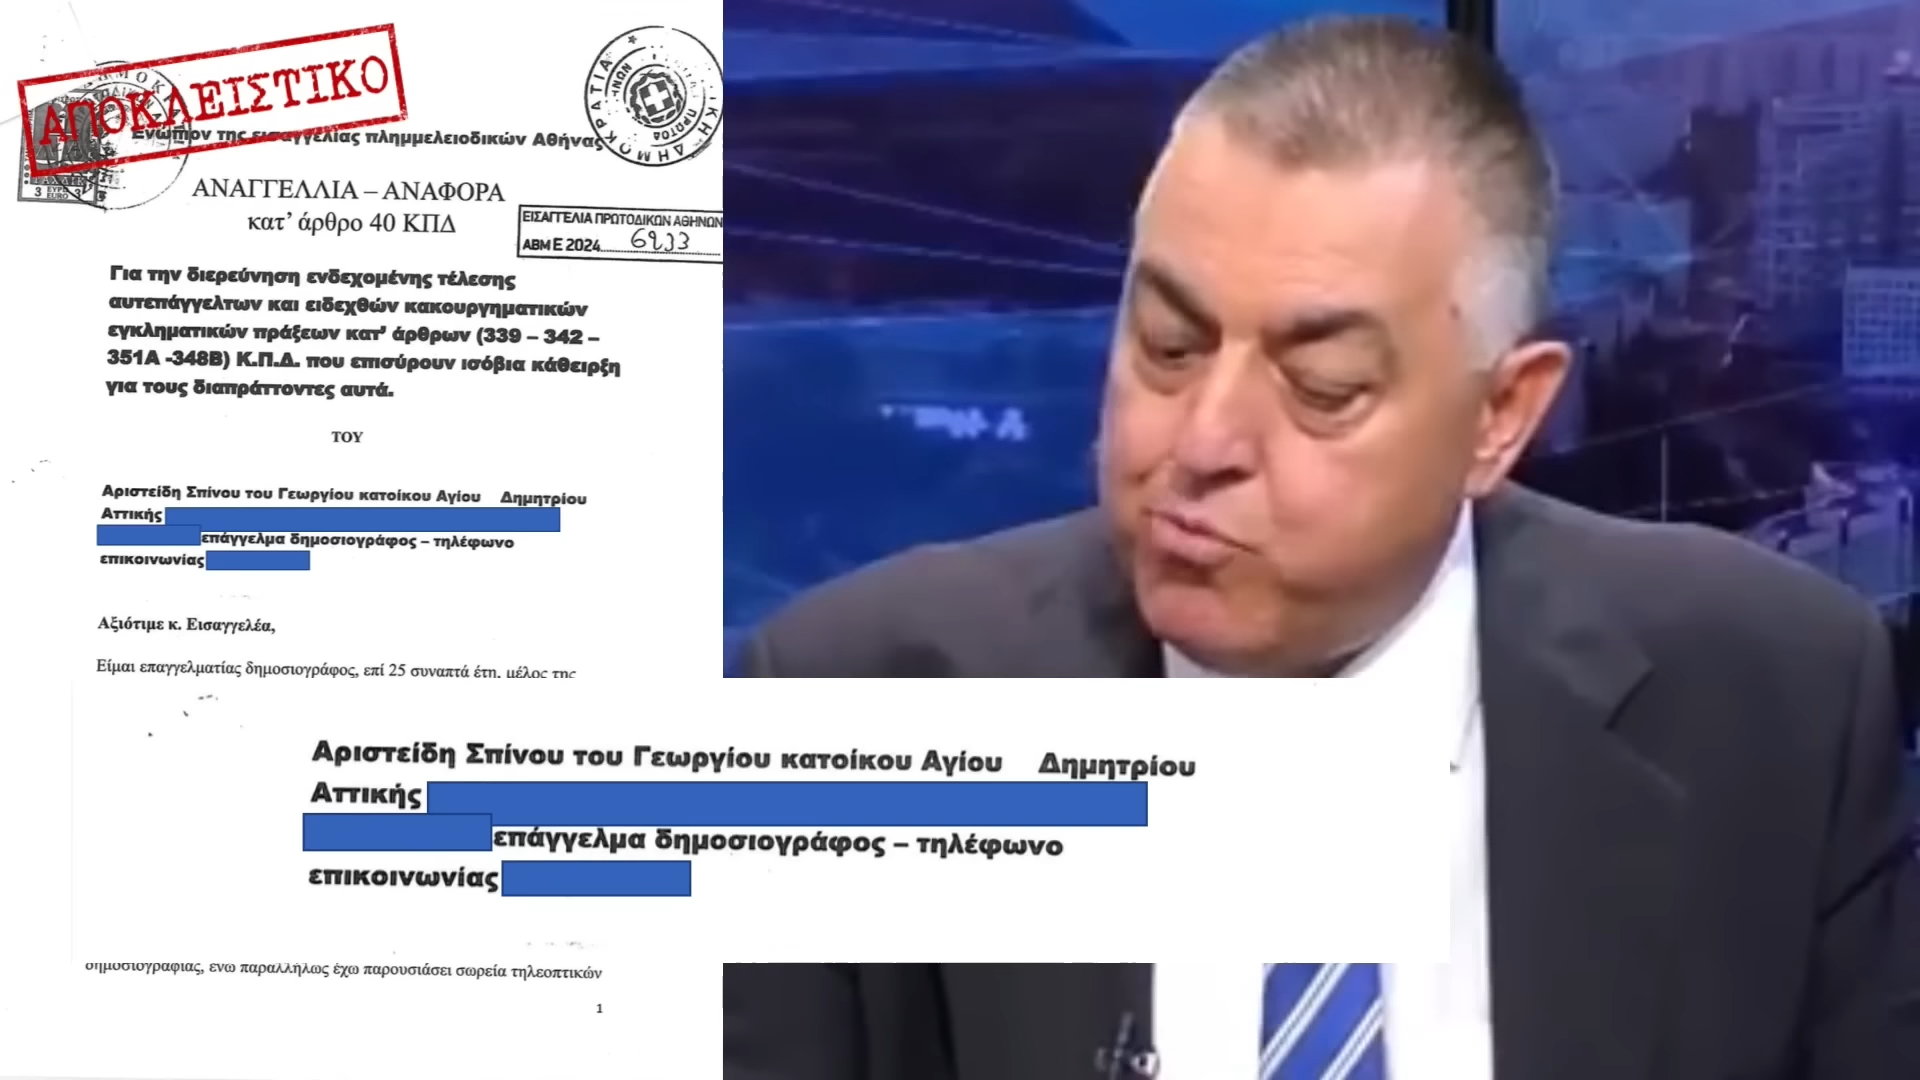 ΑΠΟΚΛΕΙΣΤΙΚΟ
Ενώπιον της εισαγγελίας πλημμελειοδικών Αθήνας
ΑΝΑΓΓΕΛΛΙΑ – ΑΝΑΦΟΡΑ
κατ’ άρθρο 40 ΚΠΔ
ΕΙΣΑΓΓΕΛΙΑ ΠΡΩΤΟΔΙΚΩΝ ΑΘΗΝΩΝ
ΑΒΜ Ε 2024 6933
Για την διερεύνηση ενδεχομένης τέλεσης
αυτεπάγγελτων και ειδεχθών κακουργηματικών
εγκληματικών πράξεων κατ’ άρθρων (339 – 342 –
351Α -348Β) Κ.Π.Δ. που επισύρουν ισόβια κάθειρξη
για τους διαπράττοντες αυτά.
ΤΟΥ
Αριστείδη Σπίνου του Γεωργίου κατοίκου Αγίου Δημητρίου
Αττικής
επάγγελμα δημοσιογράφος – τηλέφωνο
επικοινωνίας
Αξιότιμε κ. Εισαγγελέα,
Είμαι επαγγελματίας δημοσιογράφος, επί 25 συναπτά έτη, μέλος της
Αριστείδη Σπίνου του Γεωργίου κατοίκου Αγίου Δημητρίου
Αττικής
επάγγελμα δημοσιογράφος – τηλέφωνο
επικοινωνίας
δημοσιογραφίας, ενώ παραλλήλως έχω παρουσιάσει σωρεία τηλεοπτικών
1